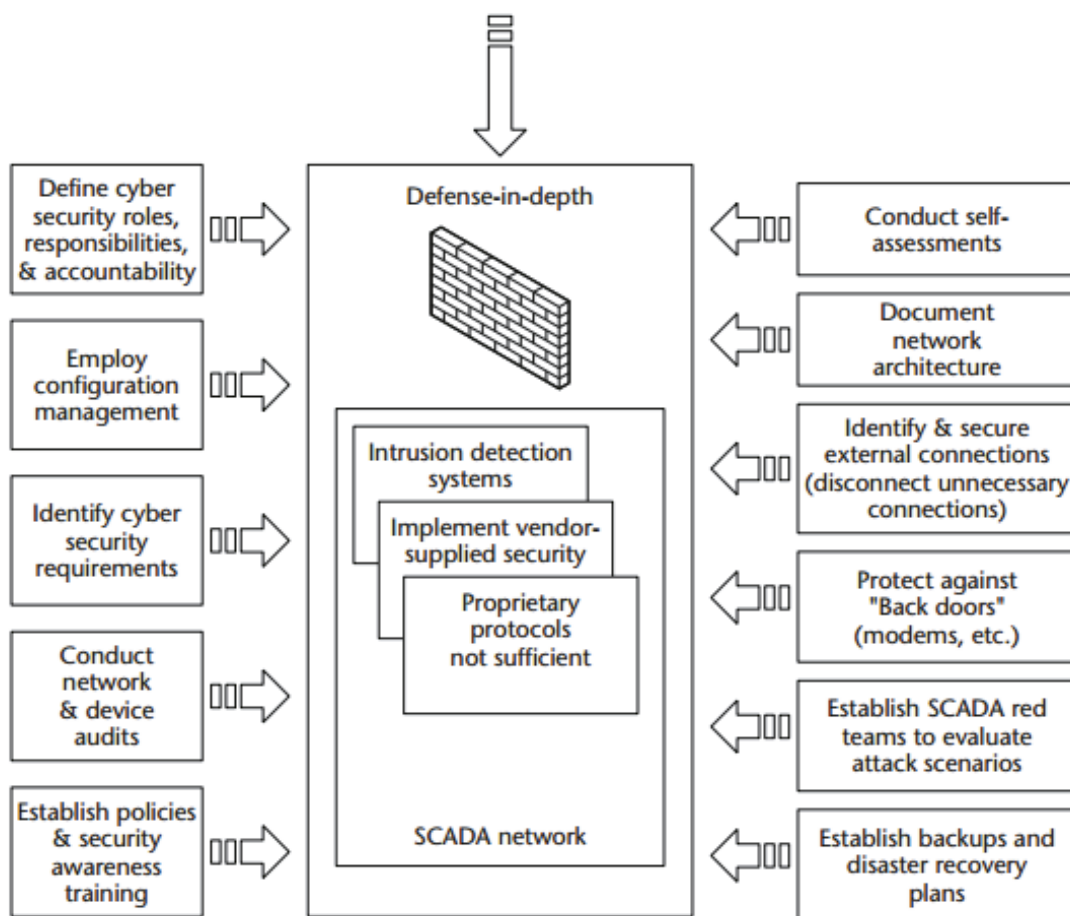 Define cyber
security roles,
responsibilities,
& accountability
Employ
configuration
management
Identify cyber
security
requirements
Conduct
network
& device
audits
Establish policies
& security
awareness
training
Defense-in-depth
Intrusion detection
systems
Implement vendor-
supplied security
Proprietary
protocols
not sufficient
SCADA network
Conduct self-
assessments
Document
network
architecture
Identify & secure
external connections
(disconnect unnecessary
connections)
Protect against
"Back doors"
(modems, etc.)
Establish SCADA red
teams to evaluate
attack scenarios
Establish backups and
disaster recovery
plans